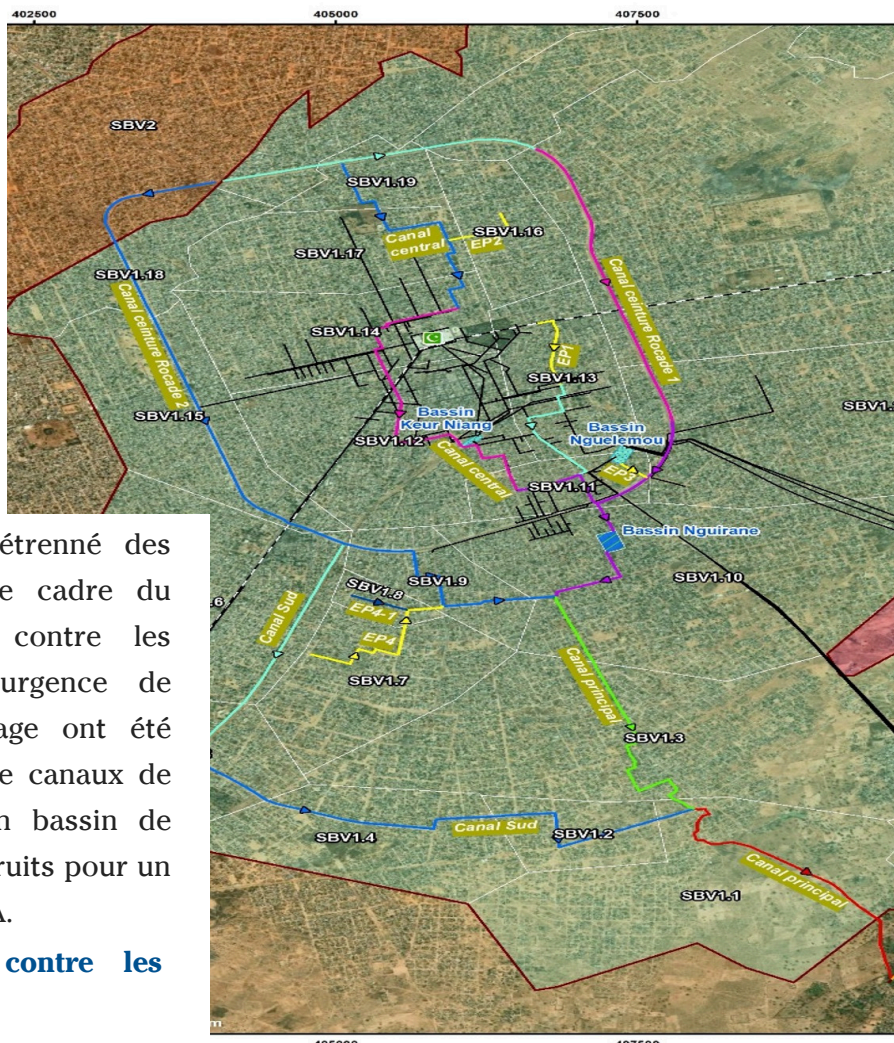 402500 405000 407500
SBV2
SBV1.19
Canal central
SBV1.16
EP2
SBV1.17
SBV1.18
Canal ceinture Rocade 2
Canal ceinture Rocade 1
SBV1.14
EP1
SBV1.13
SBV1.15
Bassin
Keur Niang
Bassin
Nguelemou
SBV1.
SBV1.12
Canal central
SBV1.11
EP3
Bassin Nguirane
étrenné des
e cadre du
contre les
urgence de
age ont été
e canaux de
n bassin de
ruits pour un
A.
contre les
.6
Canal Sud
SBV1.8
SBV1.9
SBV1.10
EP4-1
EP4
SBV1.7
Canal principal
SBV1.3
SBV1.4
Canal Sud
SBV1.2
Canal principal
SBV1.1
m
405000 407500